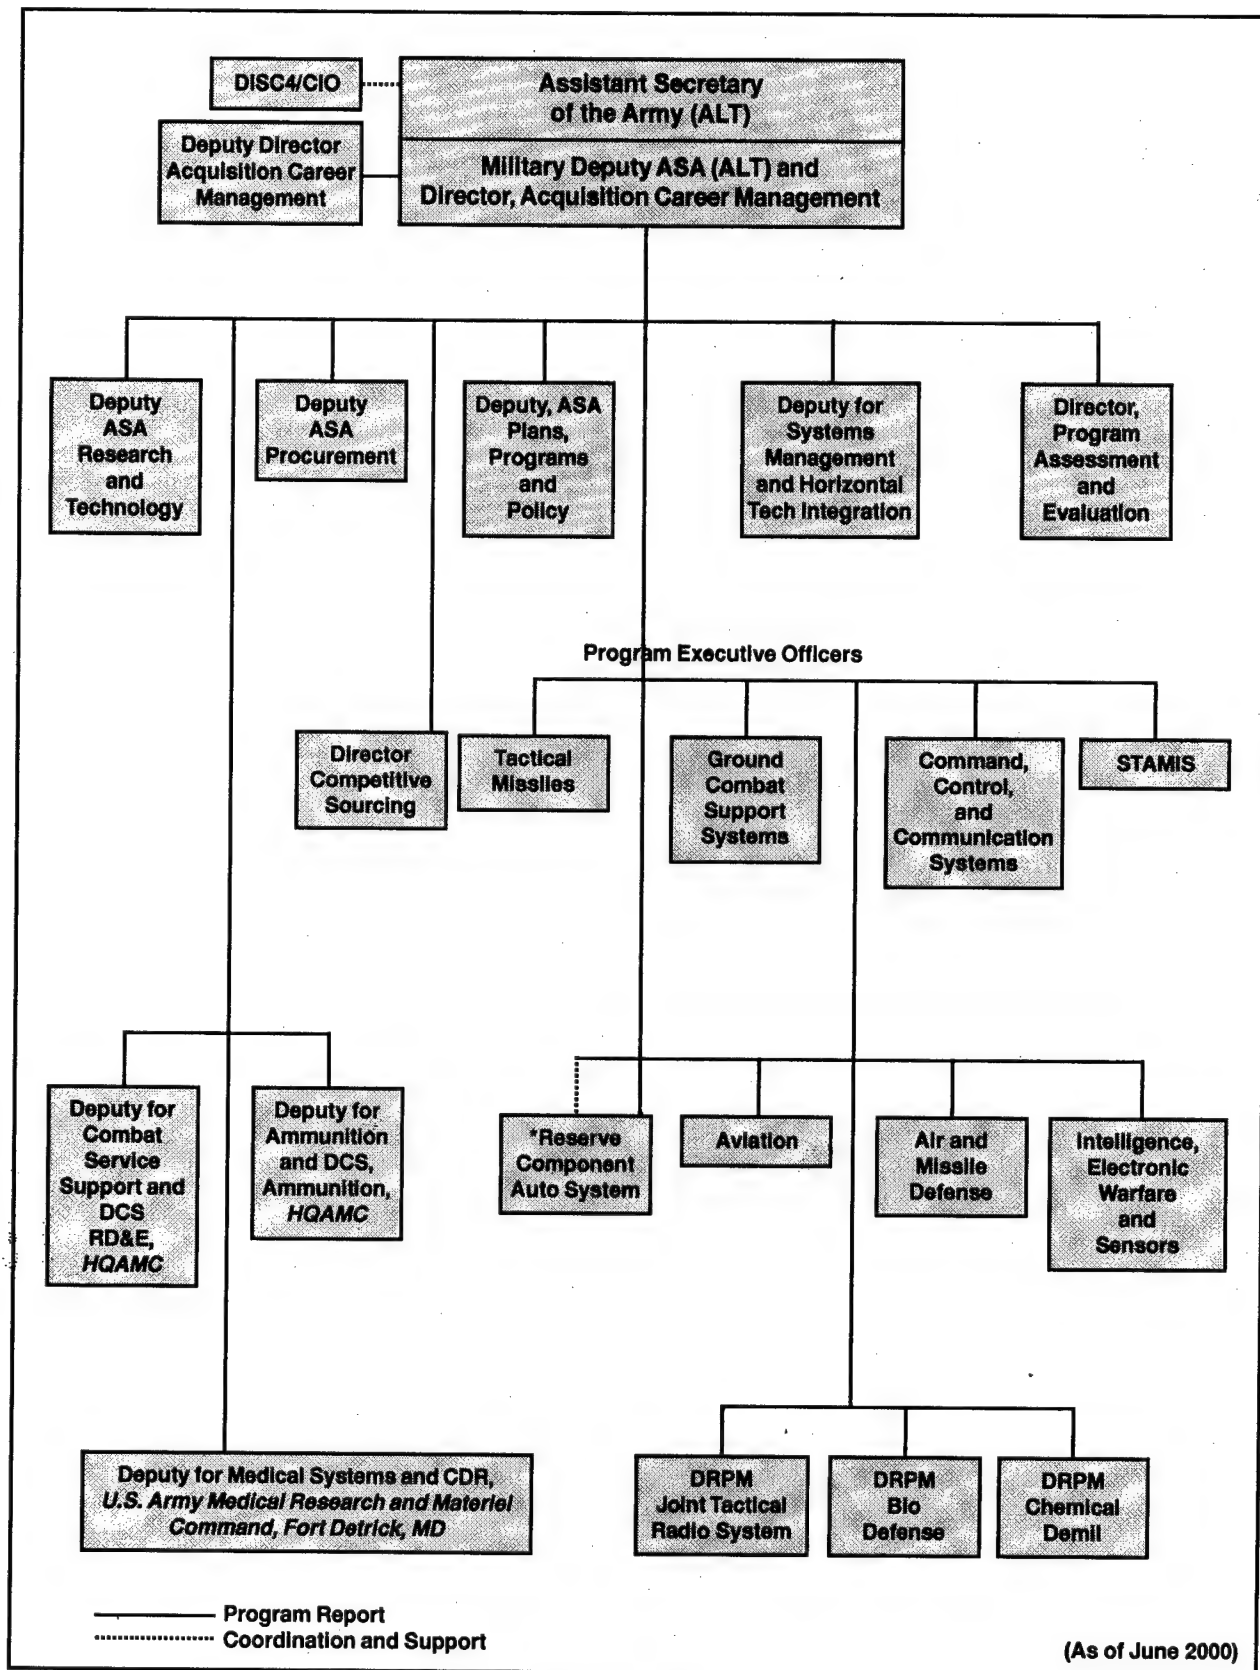 DISC4/CIO
Assistant Secretary
of the Army (ALT)
Deputy Director
Acquisition Career
Management
Military Deputy ASA (ALT) and
Director, Acquisition Career Management
Deputy
ASA
Research
and
Technology
Deputy
ASA
Procurement
Deputy, ASA
Plans,
Programs
and
Policy
Deputy for
Systems
Management
and Horizontal
Tech Integration
Director,
Program
Assessment
and
Evaluation
Program Executive Officers
Director
Competitive
Sourcing
Tactical
Missiles
Ground
Combat
Support
Systems
Command,
Control,
and
Communication
Systems
STAMIS
Deputy for
Combat
Service
Support and
DCS
RD&E,
HQAMC
Deputy for
Ammunition
and DCS,
Ammunition,
HQAMC
*Reserve
Component
Auto System
Aviation
Air and
Missile
Defense
Intelligence,
Electronic
Warfare
and
Sensors
Deputy for Medical Systems and CDR,
U.S. Army Medical Research and Materiel
Command, Fort Detrick, MD
DRPM
Joint Tactical
Radio System
DRPM
Bio
Defense
DRPM
Chemical
Demil
Program Report
Coordination and Support
(As of June 2000)